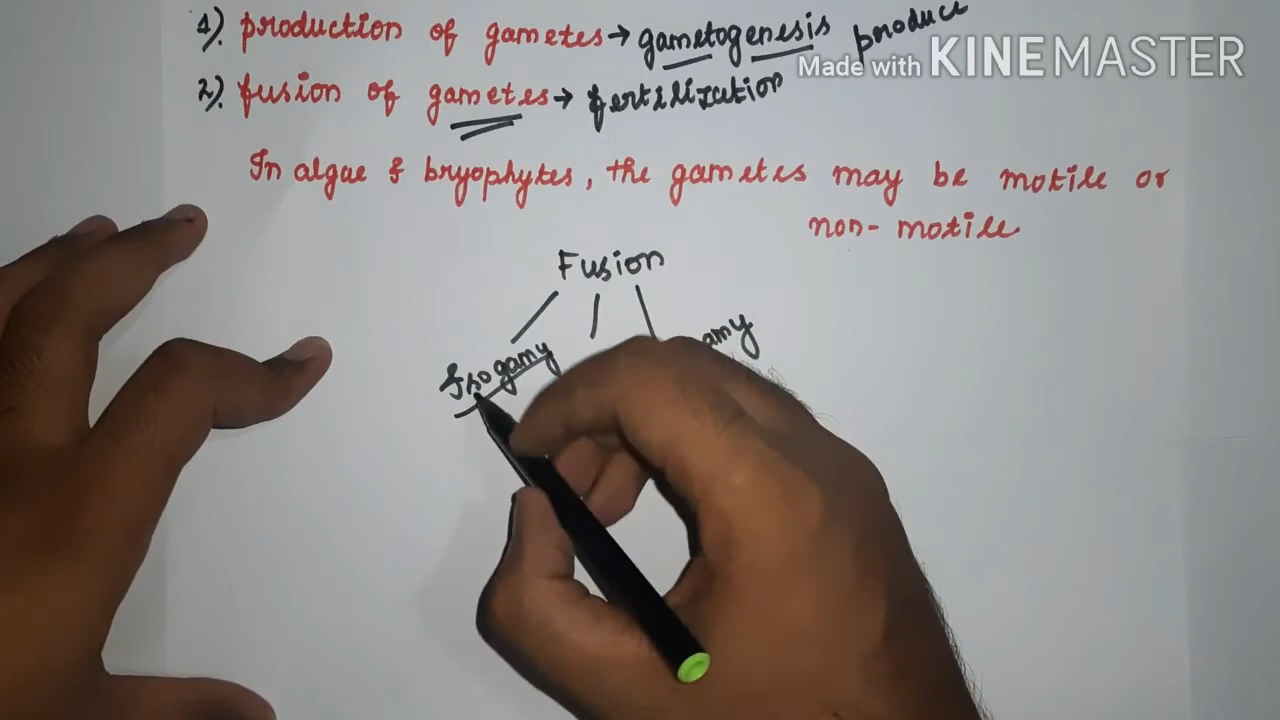 1). production of gametes → gametogenesis produce
Made with KINEMASTER
2). fusion of gametes → fertilization
In algae & bryophytes, the gametes may be motile or
non-motile
Fusion
Isogamy